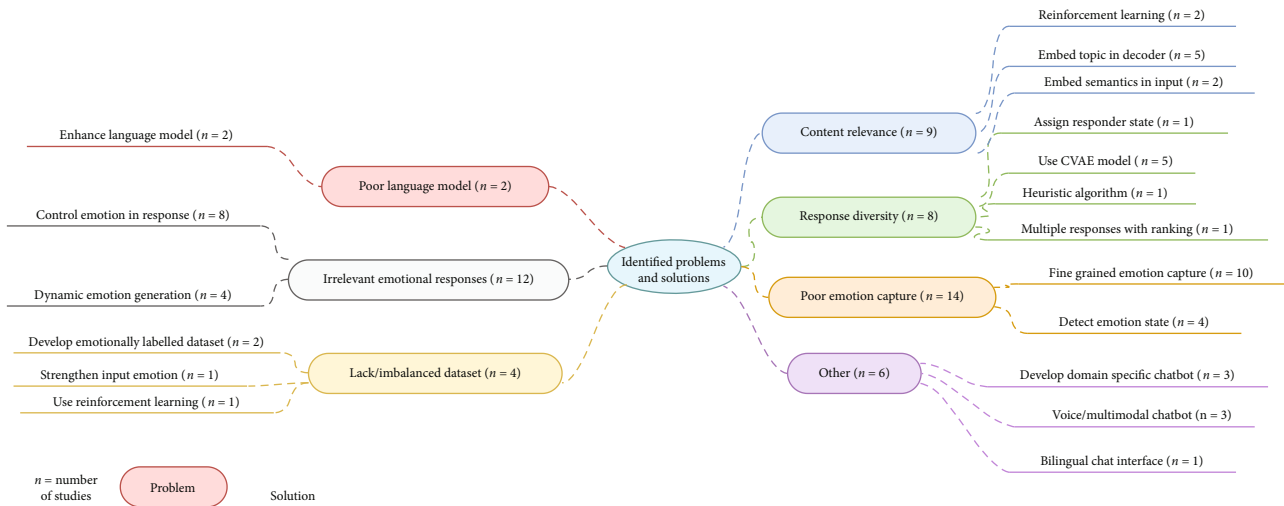 Reinforcement learning (n = 2)
Embed topic in decoder (n = 5)
Embed semantics in input (n = 2)
Content relevance (n = 9)
Assign responder state (n = 1)
Use CVAE model (n = 5)
Heuristic algorithm (n = 1)
Multiple responses with ranking (n = 1)
Response diversity (n = 8)
Fine grained emotion capture (n = 10)
Detect emotion state (n = 4)
Poor emotion capture (n = 14)
Other (n = 6)
Develop domain specific chatbot (n = 3)
Voice/multimodal chatbot (n = 3)
Bilingual chat interface (n = 1)
Identified problems
and solutions
Enhance language model (n = 2)
Poor language model (n = 2)
Control emotion in response (n = 8)
Irrelevant emotional responses (n = 12)
Dynamic emotion generation (n = 4)
Develop emotionally labelled dataset (n = 2)
Strengthen input emotion (n = 1)
Use reinforcement learning (n = 1)
Lack/imbalanced dataset (n = 4)
n = number
of studies
Problem
Solution